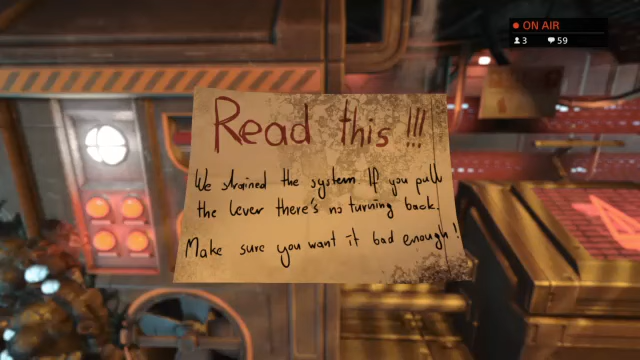 ON AIR
3 59
Read this !!!
We strained the system. If you pull
the lever there's no turning back.
Make sure you want it bad enough!